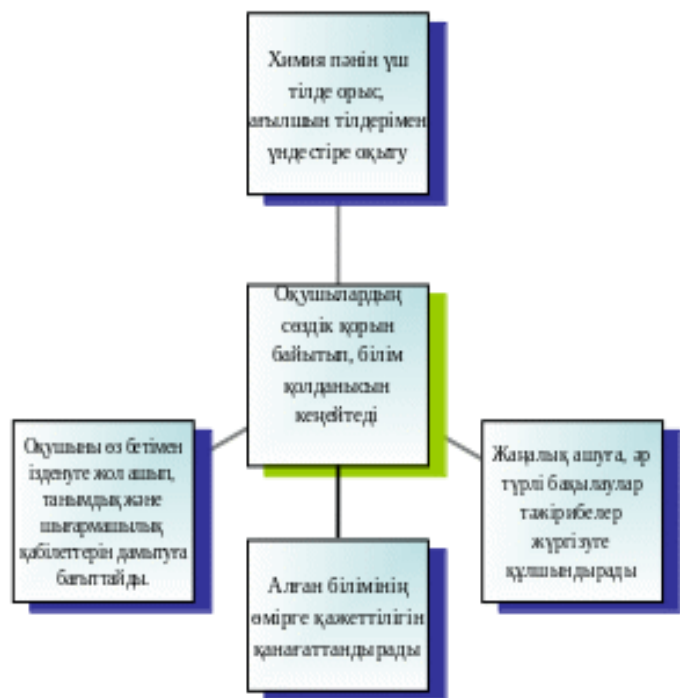 Химия пәнін үш
тілде орыс,
ағылшын тілдерімен
үндестіре оқыту
Оқушылардың
сөздік қорын
байытып, білім
қолданысын
кеңейтеді
Оқушыны өз бетімен
ізденуге жол ашып,
танымдық және
шығармашылық
қабілеттерін дамытуға
бағыттайды.
Жаңалық ашуға, әр
түрлі бақылаулар
тәжірибелер
жүргізуге
құлшындырады
Алған білімінің
өмірге қажеттілігін
қанағаттандырады